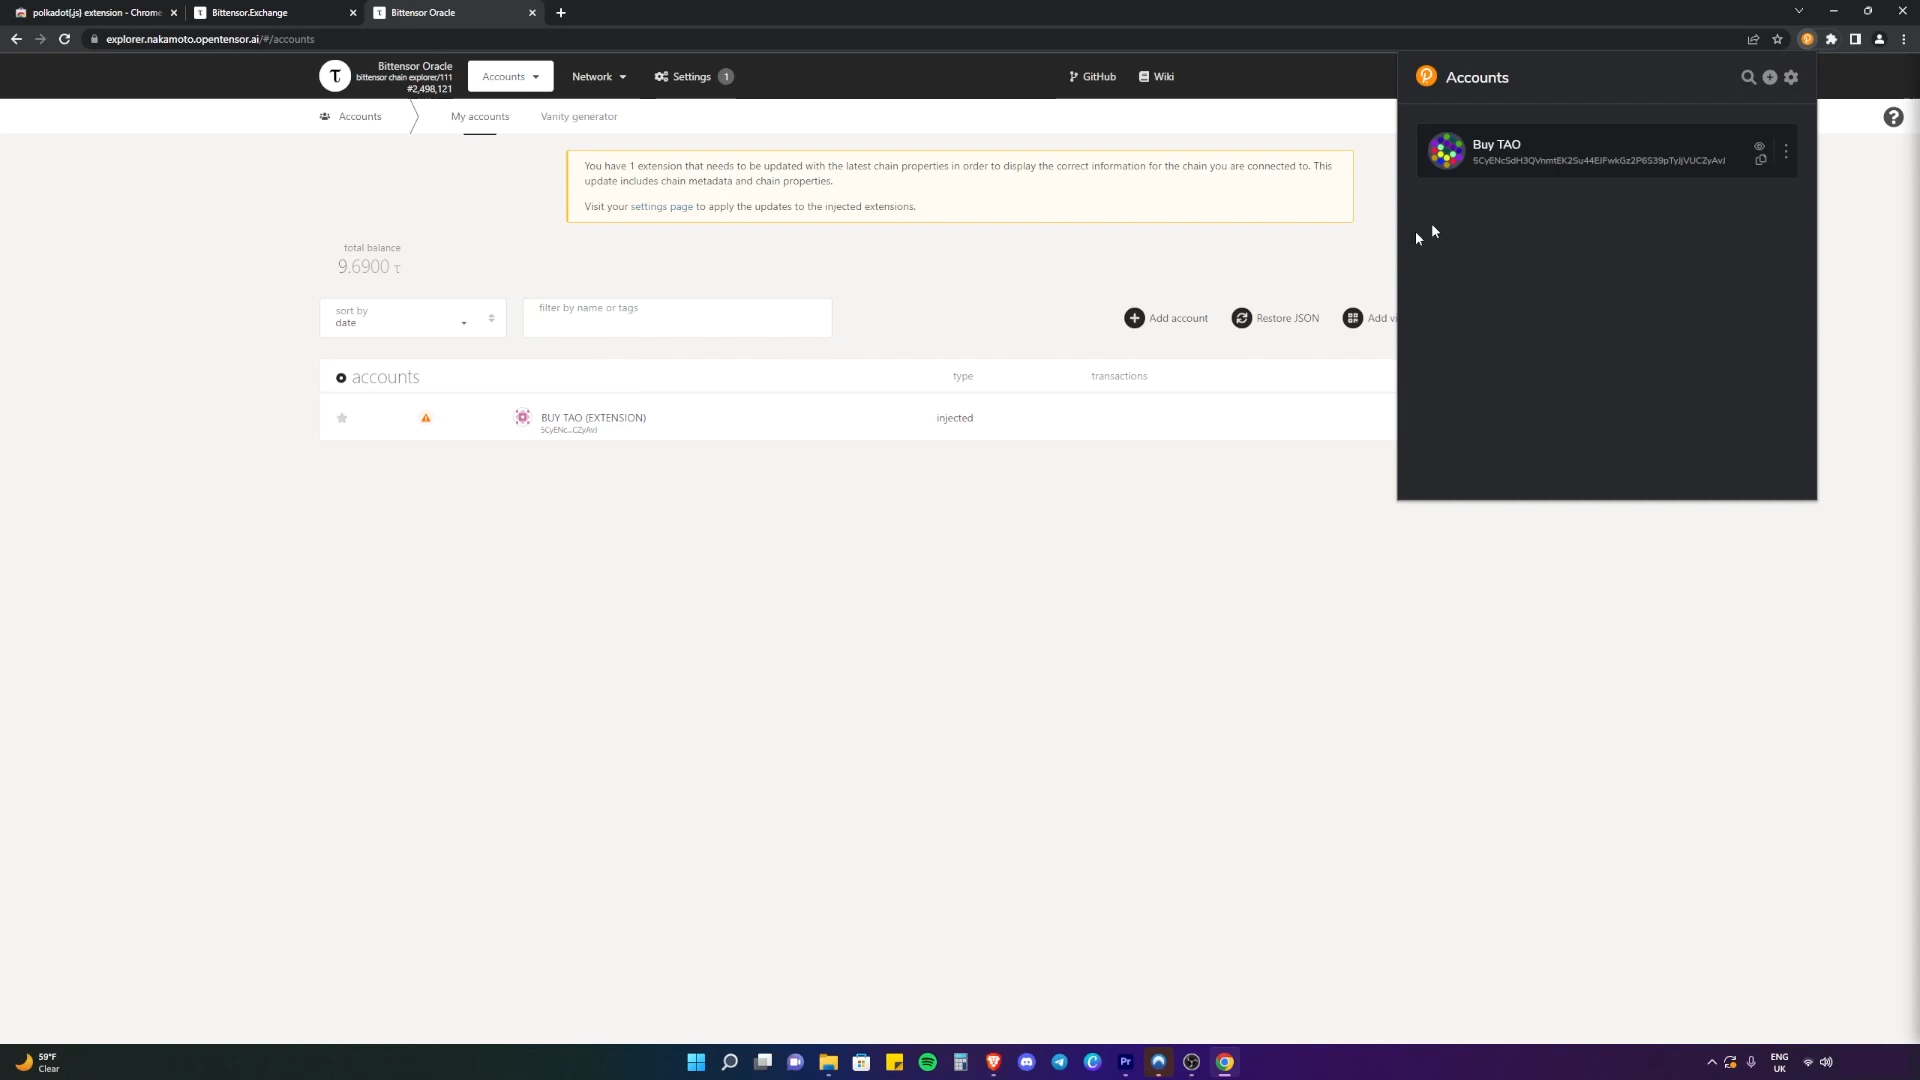 polkadot{.js} extension - Chrome
Bittensor.Exchange
Bittensor Oracle
explorer.nakamoto.opentensor.ai/#/accounts
τ
Bittensor Oracle
bittensor chain explorer/111
#2,498,121
Accounts
Network
Settings
1
GitHub
Wiki
Accounts
My accounts
Vanity generator
You have 1 extension that needs to be updated with the latest chain properties in order to display the correct information for the chain you are connected to. This
update includes chain metadata and chain properties.
Visit your settings page to apply the updates to the injected extensions.
total balance
9.6900 τ
sort by
date
filter by name or tags
Add account
Restore JSON
Add vi
accounts
type
transactions
BUY TAO (EXTENSION)
5CyENc...CZyAvJ
injected
Accounts
Buy TAO
59°F
Clear
Pr
ENG
UK